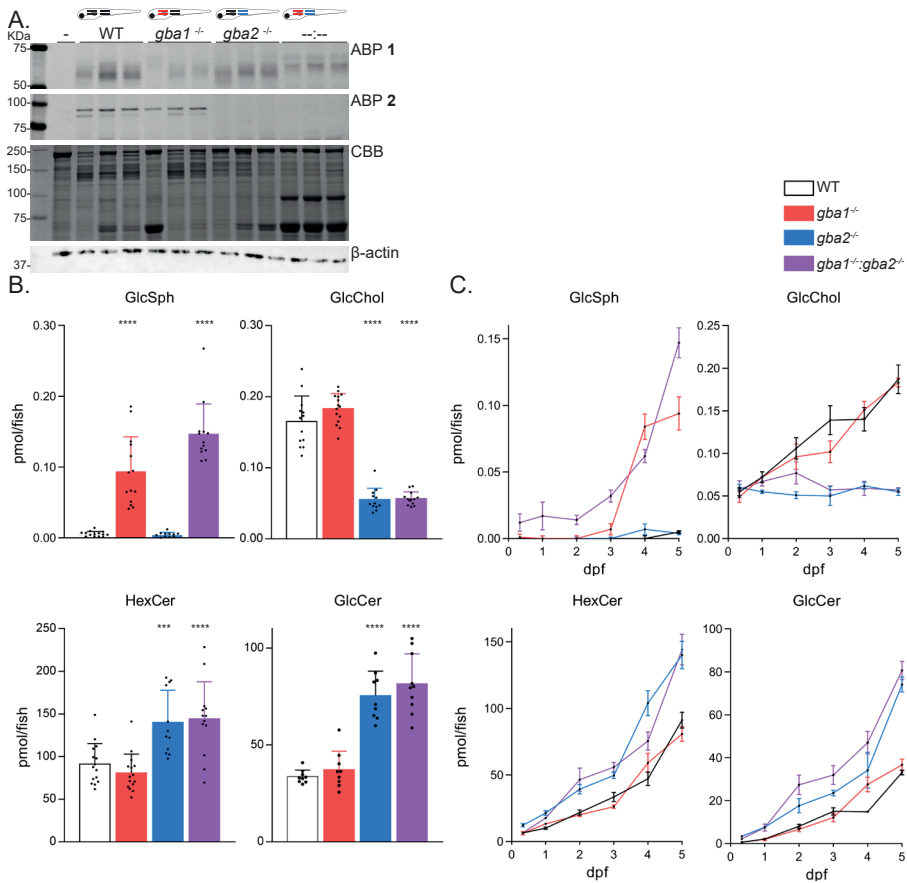 A.
KDa - WT gba1 -/- gba2 -/- --:--
75- ABP 1
50-
100- ABP 2
75-
250- CBB
150-
100-
75-
β-actin
37-
WT
gba1-/-
gba2-/-
gba1-/-:gba2-/-
B.
GlcSph
pmol/fish
0.30
0.20
0.10
0.00
**** ****
GlcChol
0.30
0.20
0.10
0.00
**** ****
HexCer
pmol/fish
250
200
150
100
50
0
*** ****
GlcCer
100
50
0
**** ****
C.
GlcSph
pmol/fish
0.15
0.10
0.05
0.00
0 1 2 3 4 5
dpf
GlcChol
0.25
0.20
0.15
0.10
0.05
0.00
0 1 2 3 4 5
dpf
HexCer
pmol/fish
150
100
50
0
0 1 2 3 4 5
dpf
GlcCer
100
80
60
40
20
0
0 1 2 3 4 5
dpf